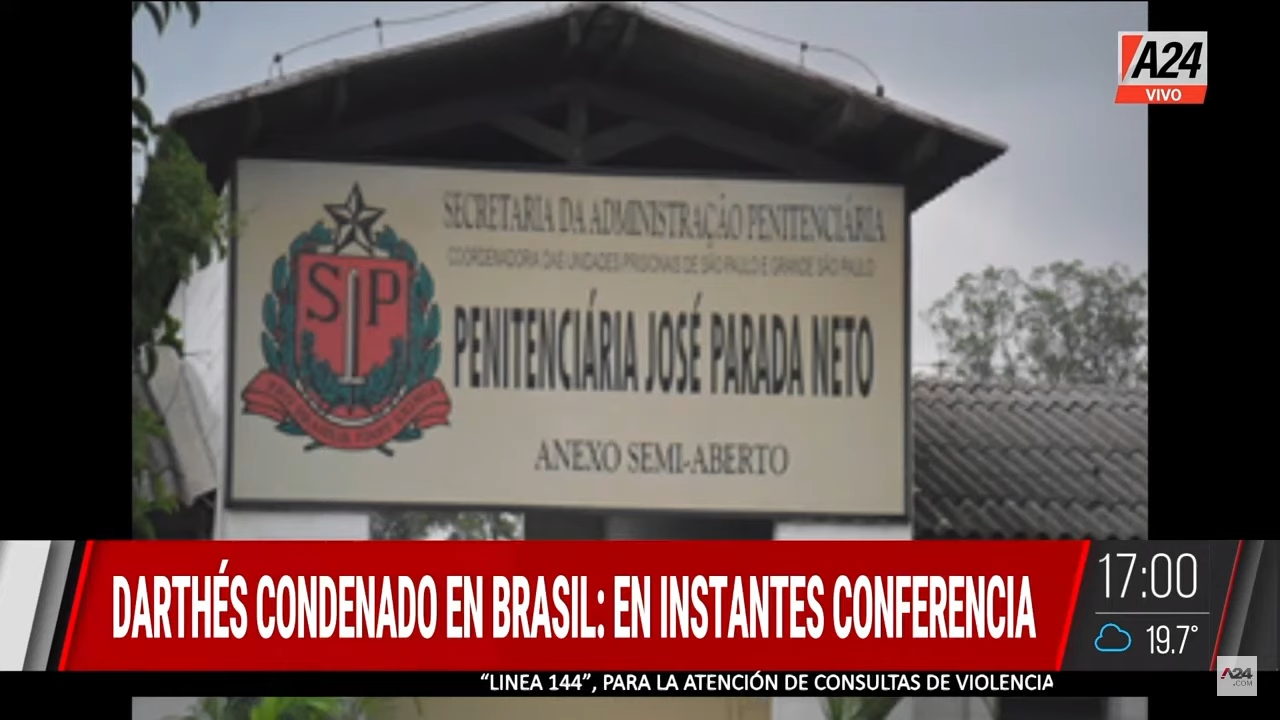 A24
VIVO
SECRETARIA DA ADMINISTRAÇÃO PENITENCIÁRIA
COORDENADORIA DAS UNIDADES PRISIONAIS DE SÃO PAULO E GRANDE SÃO PAULO
SP
PENITENCIÁRIA JOSÉ PARADA NETO
ANEXO SEMI-ABERTO
DARTHÉS CONDENADO EN BRASIL: EN INSTANTES CONFERENCIA
17:00
19.7°
"LINEA 144”, PARA LA ATENCIÓN DE CONSULTAS DE VIOLENCIA
A24
.COM